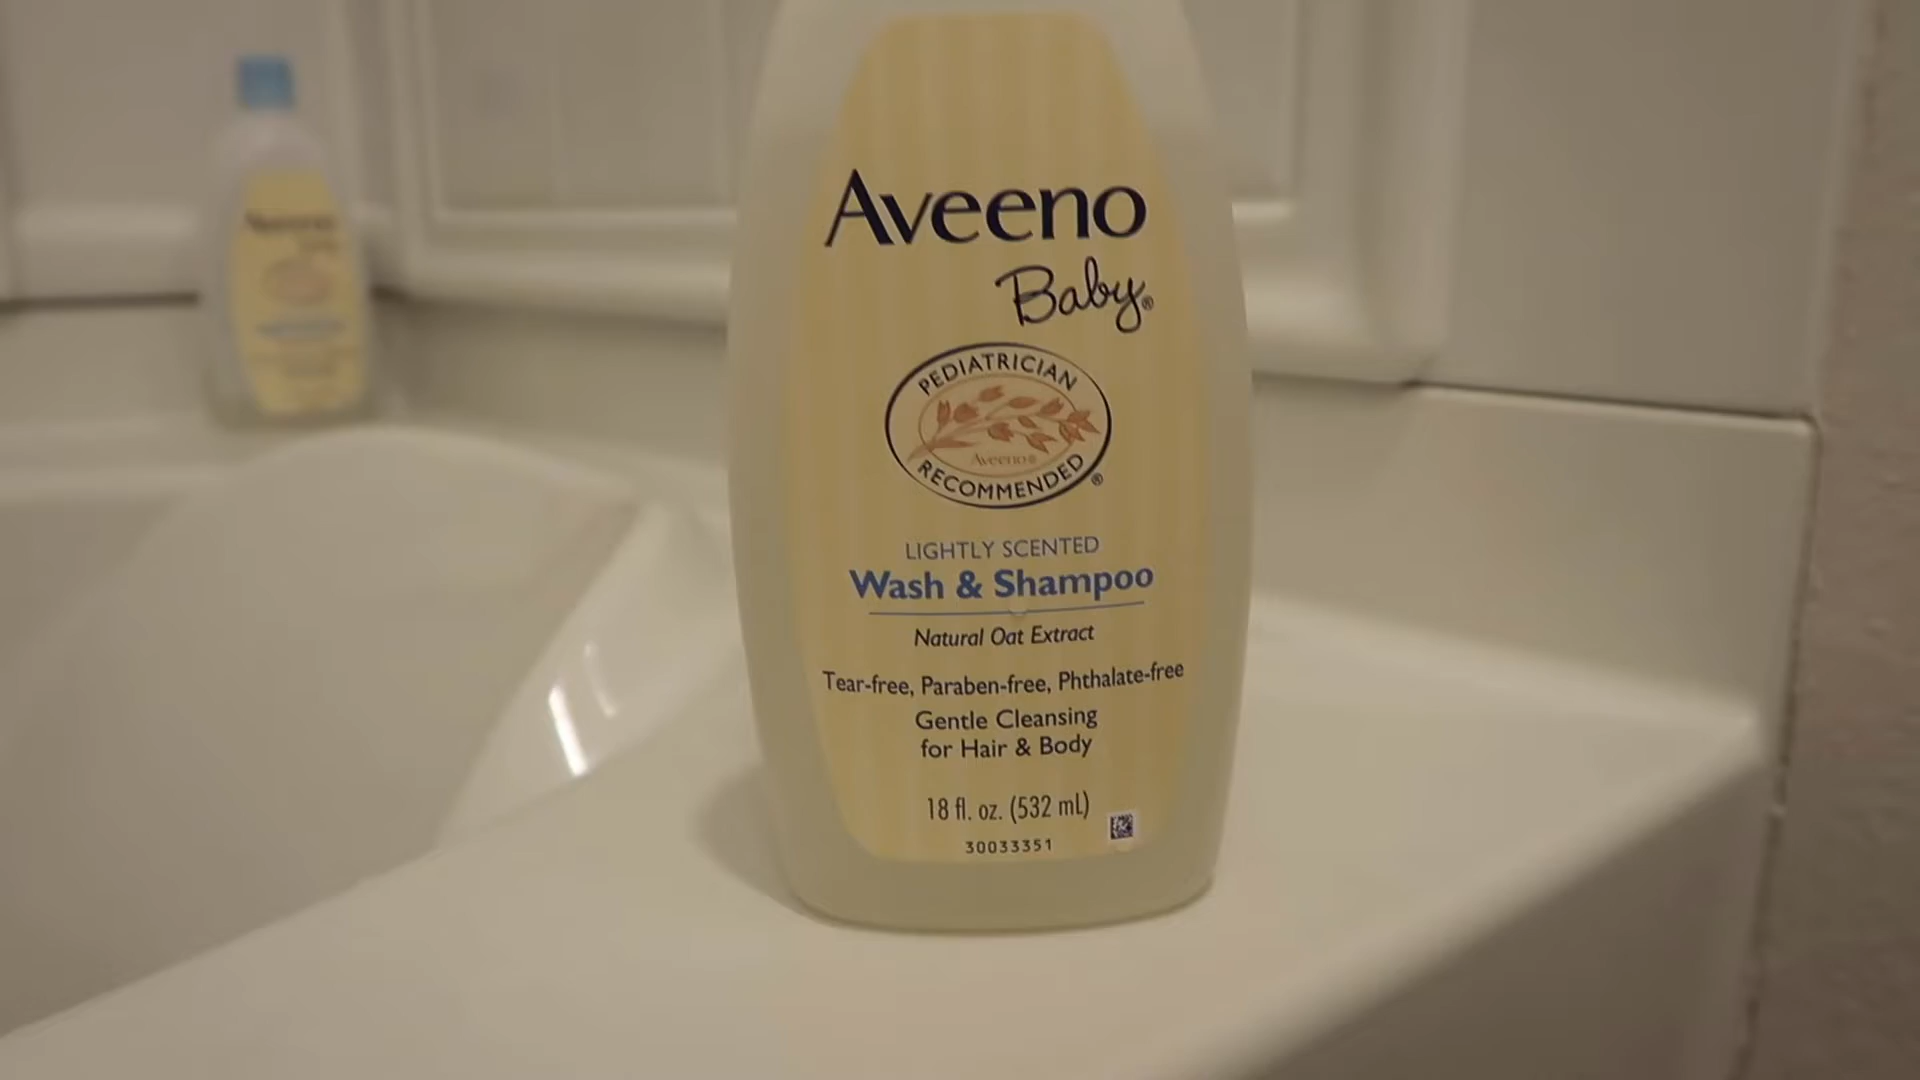 Aveeno
Baby®
PEDIATRICIAN
Aveeno®
RECOMMENDED®
LIGHTLY SCENTED
Wash & Shampoo
Natural Oat Extract
Tear-free, Paraben-free, Phthalate-free
Gentle Cleansing
for Hair & Body
18 fl. oz. (532 mL)
30033351
Aveeno